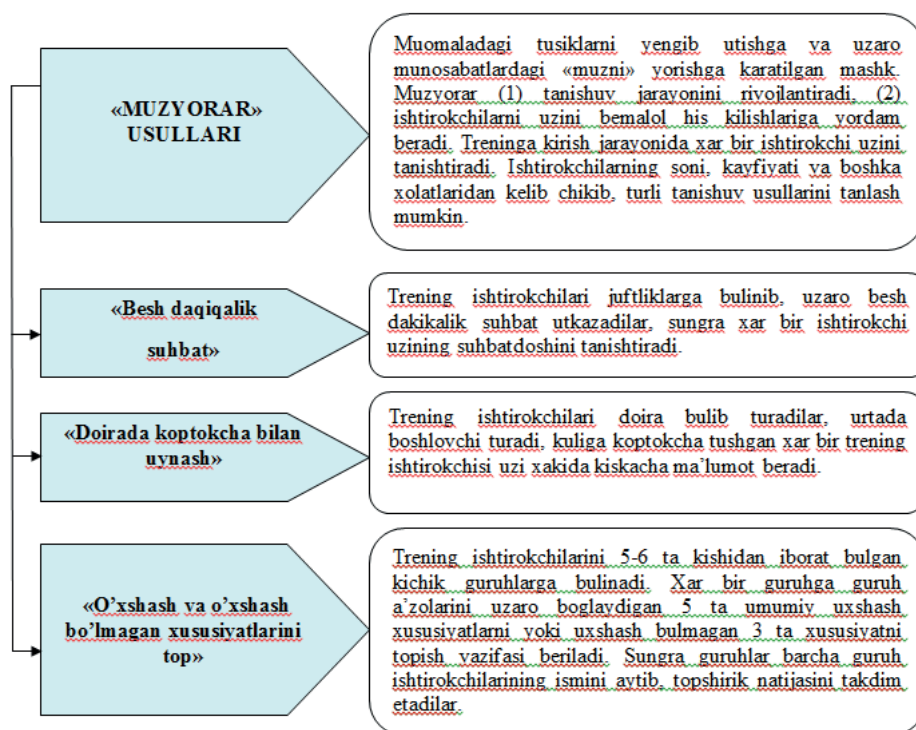 «MUZYORAR»
USULLARI
Muomaladagi tusiklarni yengib utishga va uzaro
munosabatlardagi «muzni» yorishga karatilgan mashk.
Muzyorar (1) tanishuv jarayonini rivojlantiradi, (2)
ishtirokchilarni uzini bemalol his kilishlariga yordam
beradi. Treninga kirish jarayonida xar bir ishtirokchi uzini
tanishtiradi. Ishtirokchilarning soni, kayfiyati va boshka
xolatlaridan kelib chikib, turli tanishuv usullarini tanlash
mumkin.
«Besh daqiqalik
suhbat»
Trening ishtirokchilari juftliklarga bulinib, uzaro besh
dakikalik suhbat utkazadilar, sungra xar bir ishtirokchi
uzining suhbatdoshini tanishtiradi.
«Doirada koptokcha bilan
uynash»
Trening ishtirokchilari doira bulib turadilar, urtada
boshlovchi turadi, kuliga koptokcha tushgan xar bir trening
ishtirokchisi uzi xakida kiskacha ma’lumot beradi.
«O’xshash va o’xshash
bo’lmagan xususiyatlarini
top»
Trening ishtirokchilarini 5-6 ta kishidan iborat bulgan
kichik guruhlarga bulinadi. Xar bir guruhga guruh
a’zolarini uzaro boglaydigan 5 ta umumiy uxshash
xususiyatlarni yoki uxshash bulmagan 3 ta xususiyatni
topish vazifasi beriladi. Sungra guruhlar barcha guruh
ishtirokchilarining ismini aytib, topshirik natijasini takdim
etadilar.